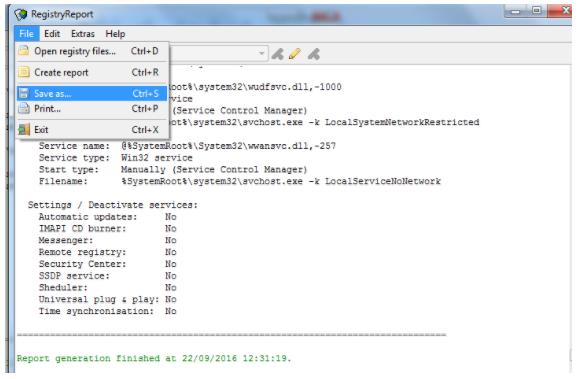 RegistryReport
File Edit Extras Help
Open registry files... Ctrl+D
Create report Ctrl+R
Save as... Ctrl+S
Print... Ctrl+P
Exit Ctrl+X
oot%\system32\wudfsvc.dll,-1000
vice
(Service Control Manager)
ot%\system32\svchost.exe -k LocalSystemNetworkRestricted
Service name: @%SystemRoot%\System32\wwansvc.dll,-257
Service type: Win32 service
Start type: Manually (Service Control Manager)
Filename: %SystemRoot%\system32\svchost.exe -k LocalServiceNoNetwork
Settings / Deactivate services:
Automatic updates: No
IMAPI CD burner: No
Messenger: No
Remote registry: No
Security Center: No
SSDP service: No
Sheduler: No
Universal plug & play: No
Time synchronisation: No
Report generation finished at 22/09/2016 12:31:19.